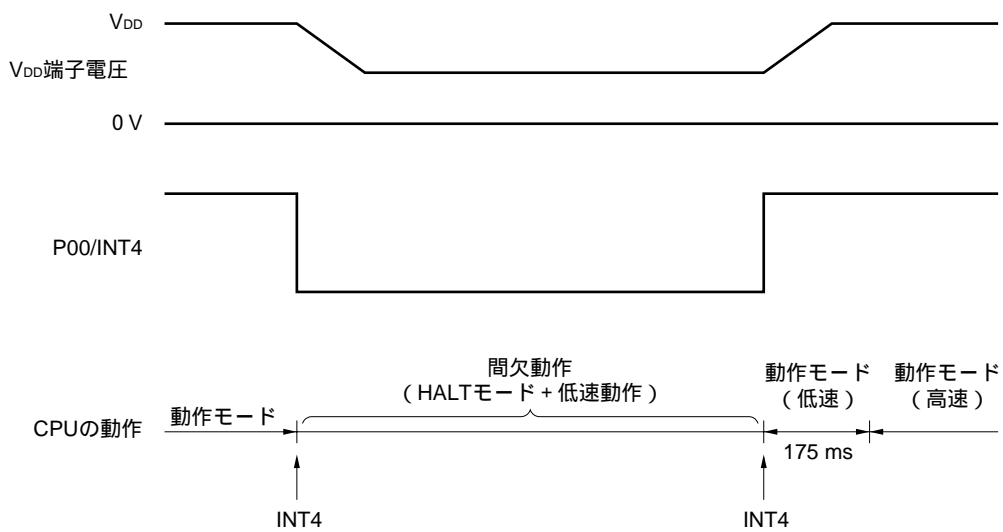 VDD
VDD端子電圧
0 V
P00/INT4
間欠動作
(HALTモード+低速動作)
動作モード
(低速)
動作モード
(高速)
CPUの動作
動作モード
175 ms
INT4
INT4